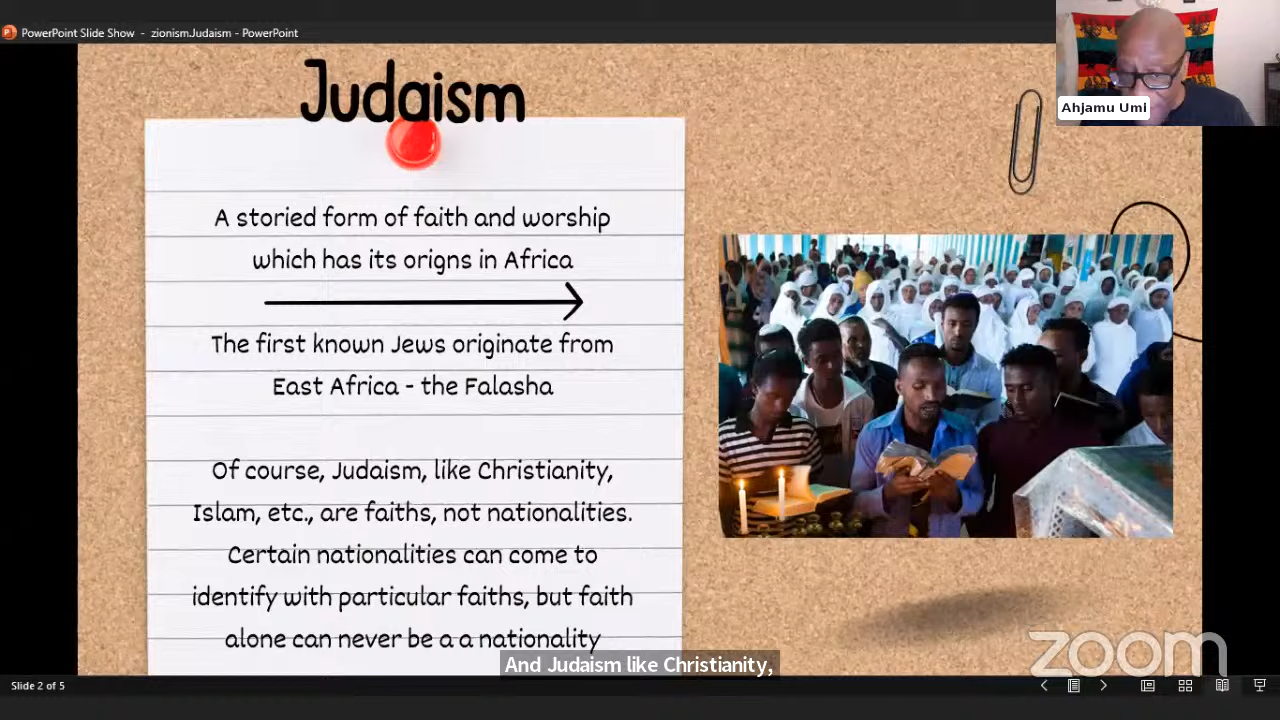 PowerPoint Slide Show - zionismJudaism - PowerPoint
Ahjamu Umi
Judaism
A storied form of faith and worship
which has its origns in Africa
The first known Jews originate from
East Africa - the Falasha
Of course, Judaism, like Christianity,
Islam, etc., are faiths, not nationalities.
Certain nationalities can come to
identify with particular faiths, but faith
alone can never be a a nationality
And Judaism like Christianity,
zoom
Slide 2 of 5